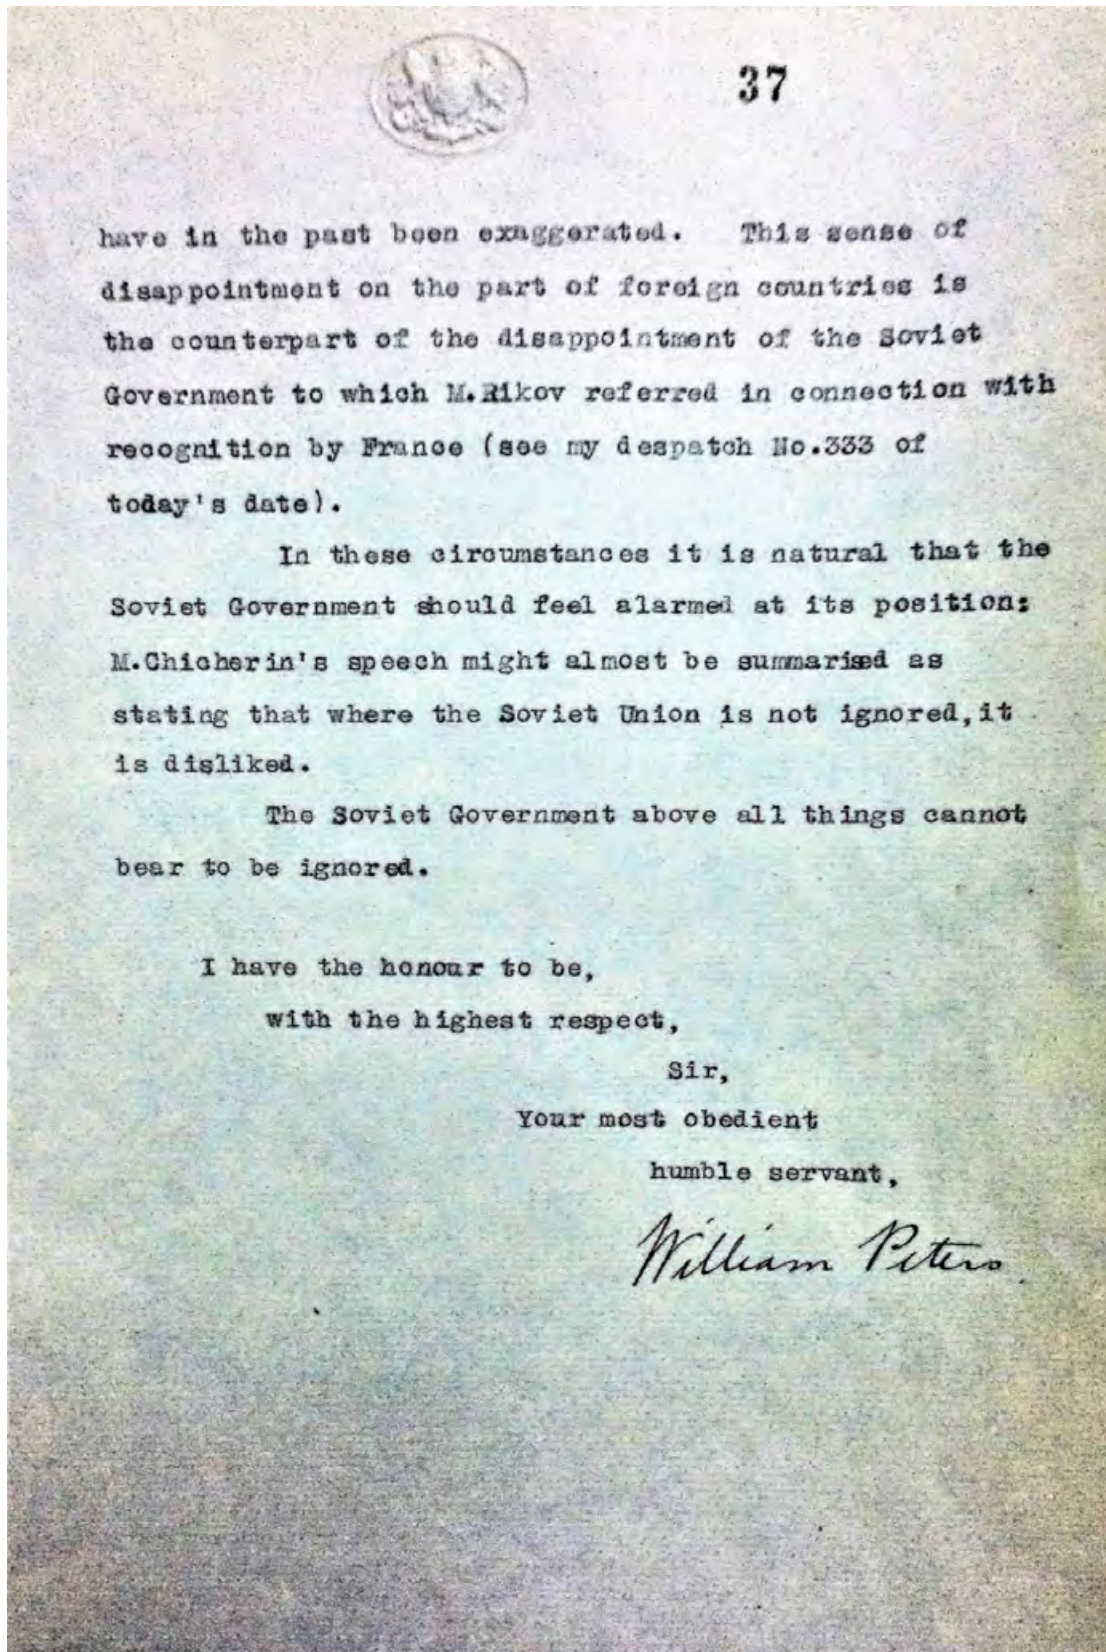 37
have in the past been exaggerated. This sense of
disappointment on the part of foreign countries is
the counterpart of the disappointment of the Soviet
Government to which M.Rikov referred in connection with
recognition by France (see my despatch No.333 of
today's date).
In these circumstances it is natural that the
Soviet Government should feel alarmed at its position:
M.Chicherin's speech might almost be summarised as
stating that where the Soviet Union is not ignored,it
is disliked.
The Soviet Government above all things cannot
bear to be ignored.
I have the honour to be,
with the highest respect,
Sir,
Your most obedient
humble servant,
William Peters.